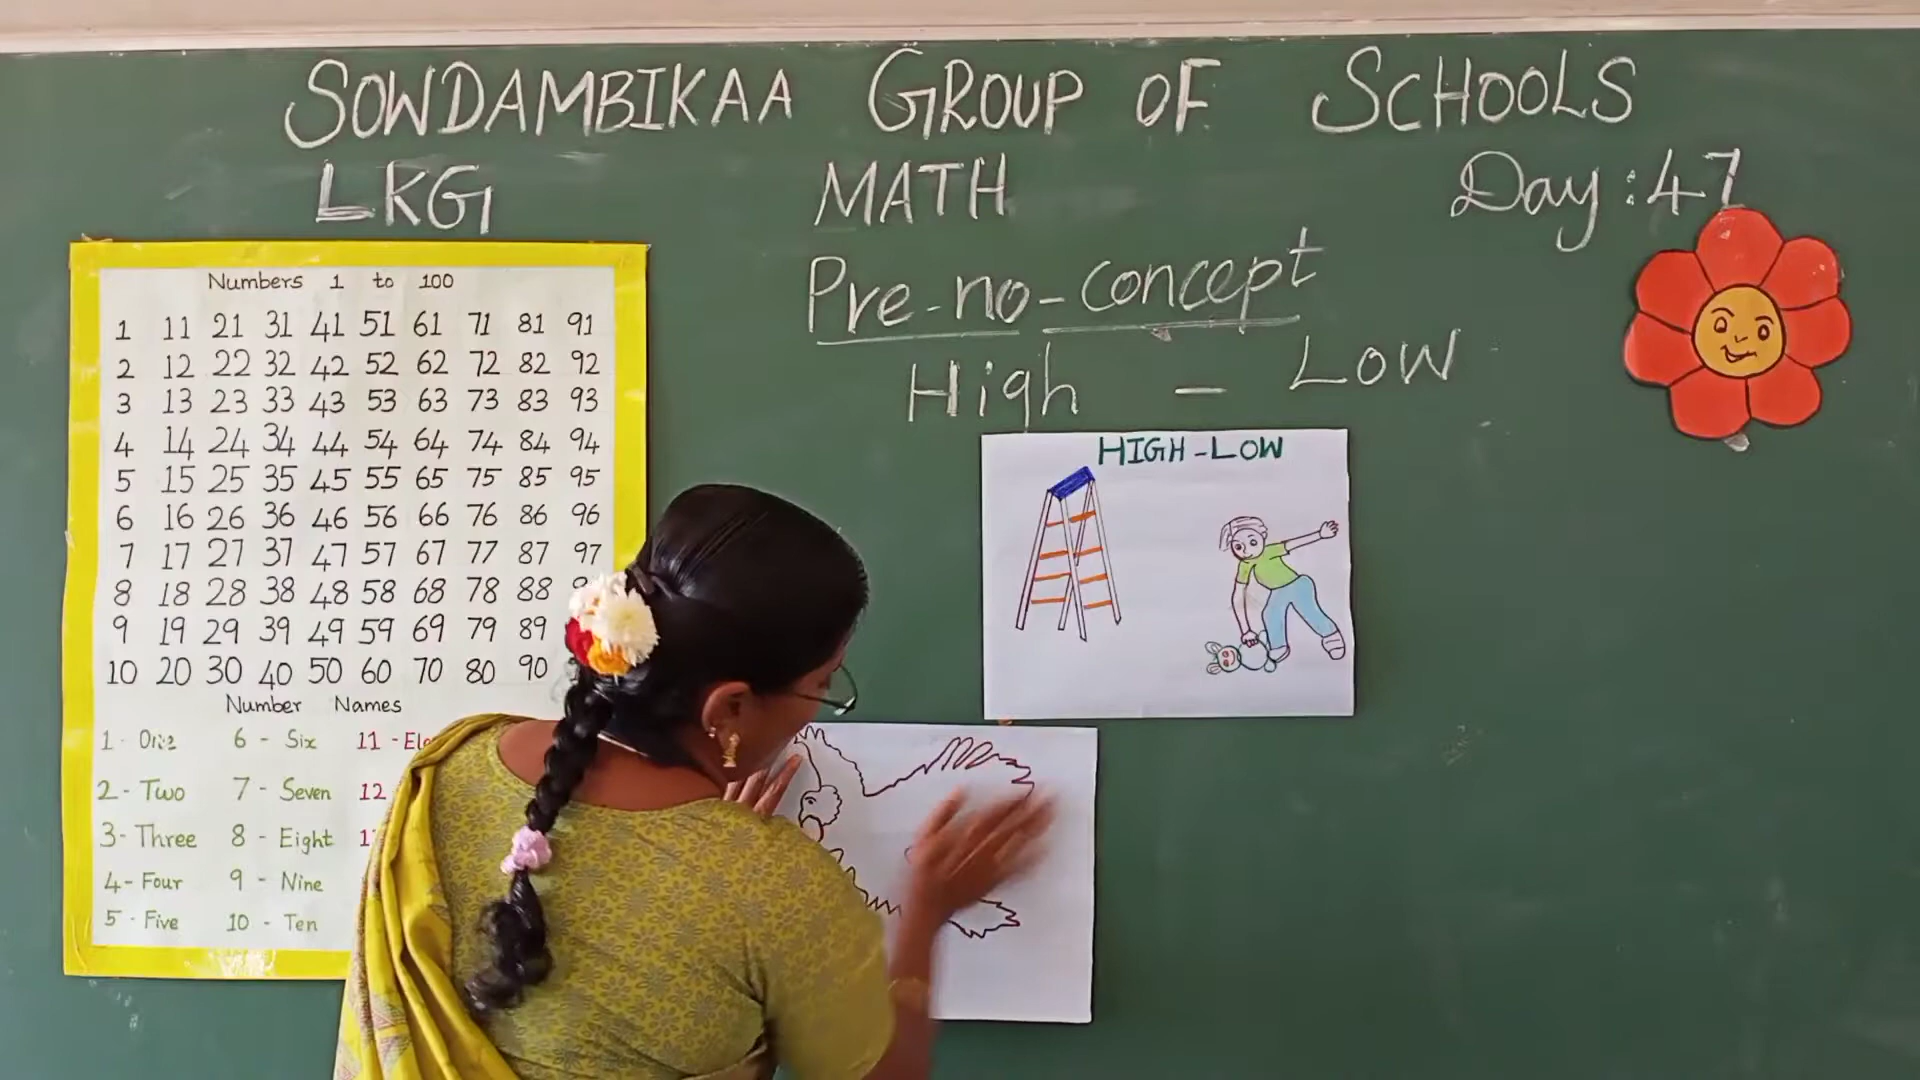 SOWDAMBIKAA GROUP OF SCHOOLS
LKG MATH Day : 47
Pre-no-concept
High - Low
HIGH-LOW
Numbers 1 to 100
1 11 21 31 41 51 61 71 81 91
2 12 22 32 42 52 62 72 82 92
3 13 23 33 43 53 63 73 83 93
4 14 24 34 44 54 64 74 84 94
5 15 25 35 45 55 65 75 85 95
6 16 26 36 46 56 66 76 86 96
7 17 27 37 47 57 67 77 87 97
8 18 28 38 48 58 68 78 88
9 19 29 39 49 59 69 79 89
10 20 30 40 50 60 70 80 90
Number Names
1 - One 6 - Six 11 -
2 - Two 7 - Seven 12
3 - Three 8 - Eight
4 - Four 9 - Nine
5 - Five 10 - Ten